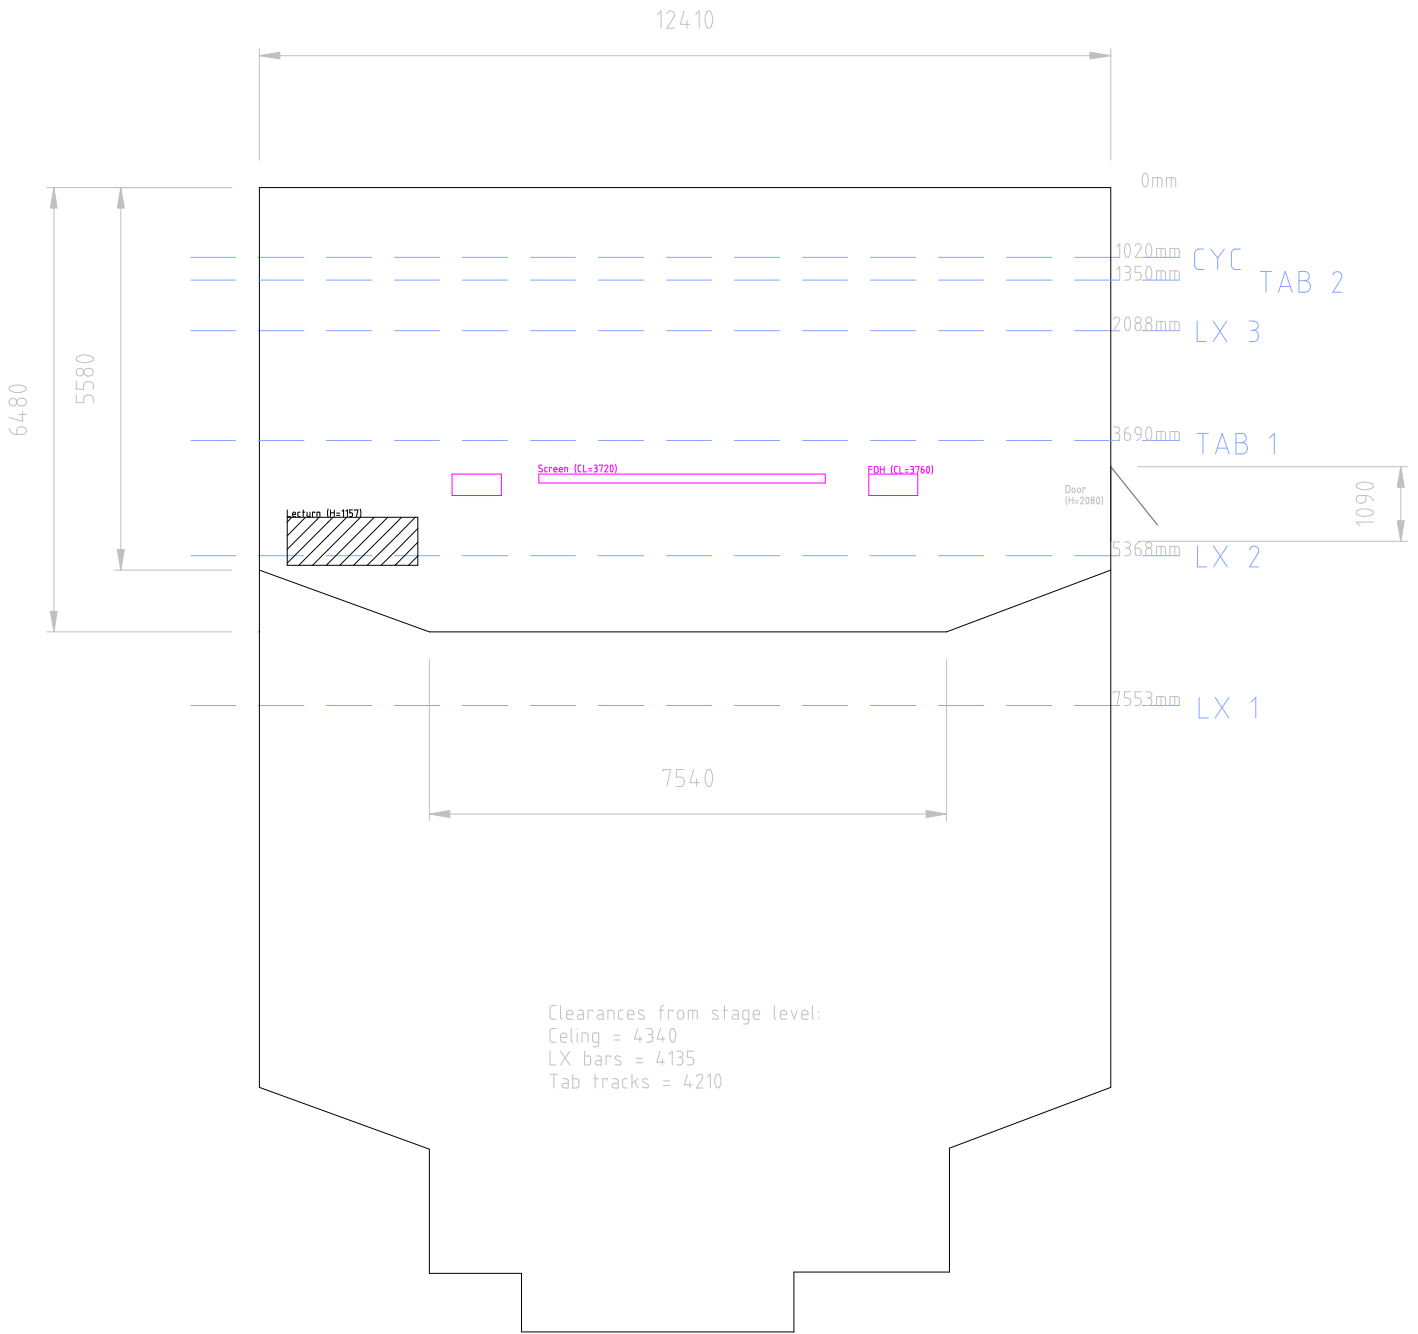 12410
0mm
1020mm CYC
1350mm TAB 2
2088mm LX 3
5580
6480
3690mm TAB 1
Screen (CL=3720)
FOH (CL=3760)
Door
(H=2080)
1090
Lecturn (H=1157)
5368mm LX 2
7553mm LX 1
7540
Clearances from stage level:
Celing = 4340
LX bars = 4135
Tab tracks = 4210